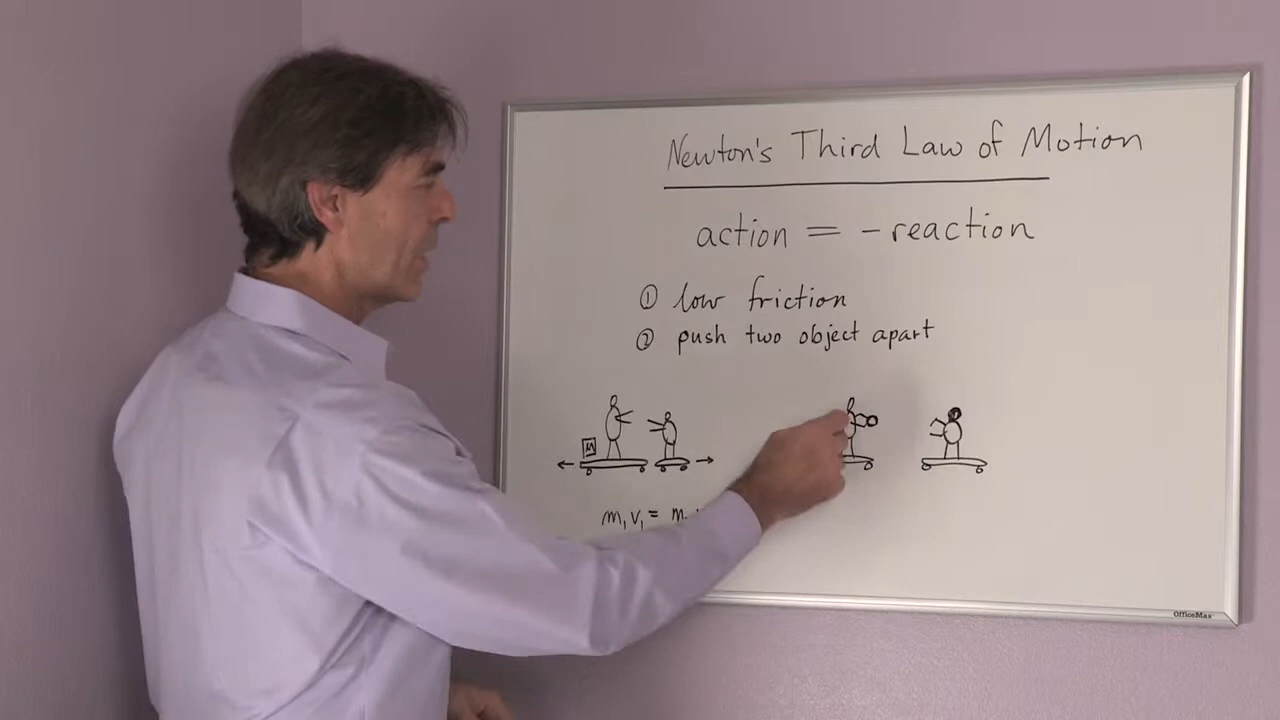 Newton's Third Law of Motion
action = - reaction
① low friction
② push two object apart
M
m₁v₁ = m
OfficeMax